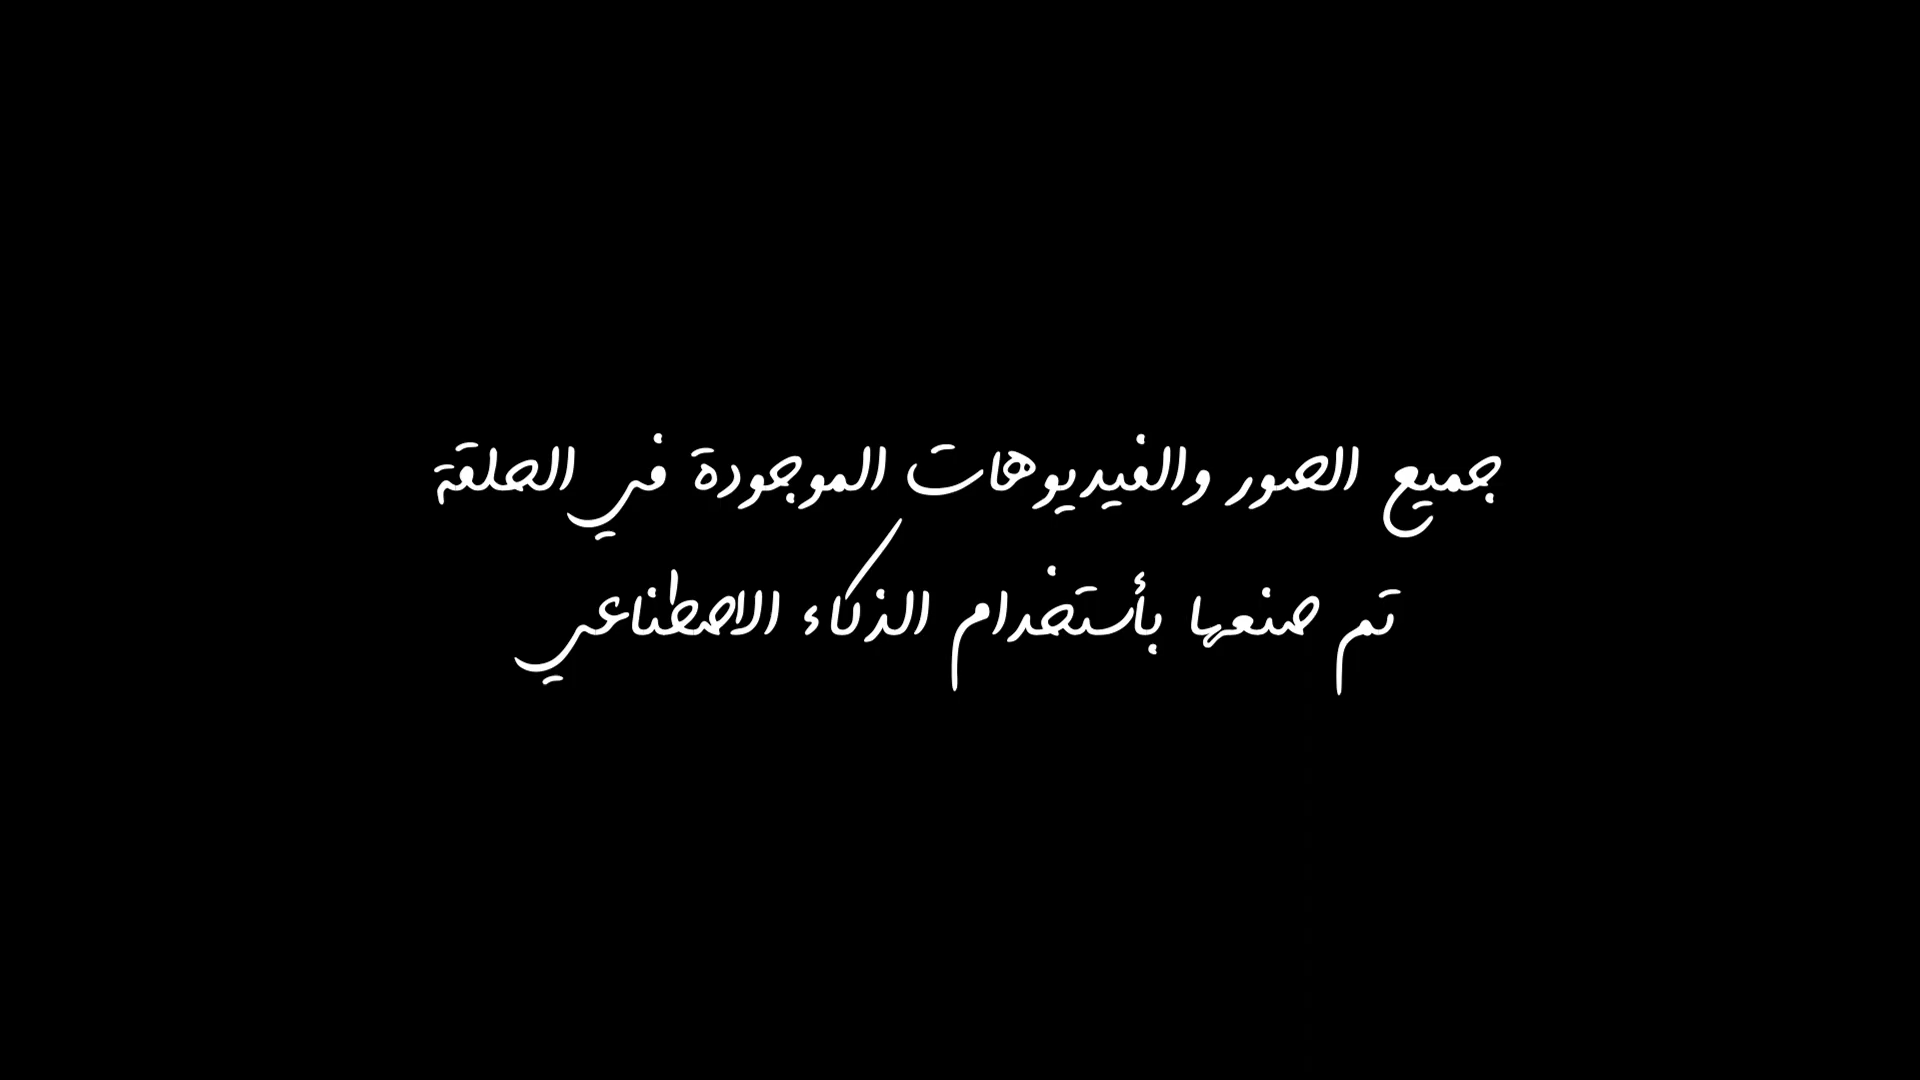 جميع الصور والفيديوهات الموجودة في الحلقة
تم صنعها بأستخدام الذكاء الاصطناعي